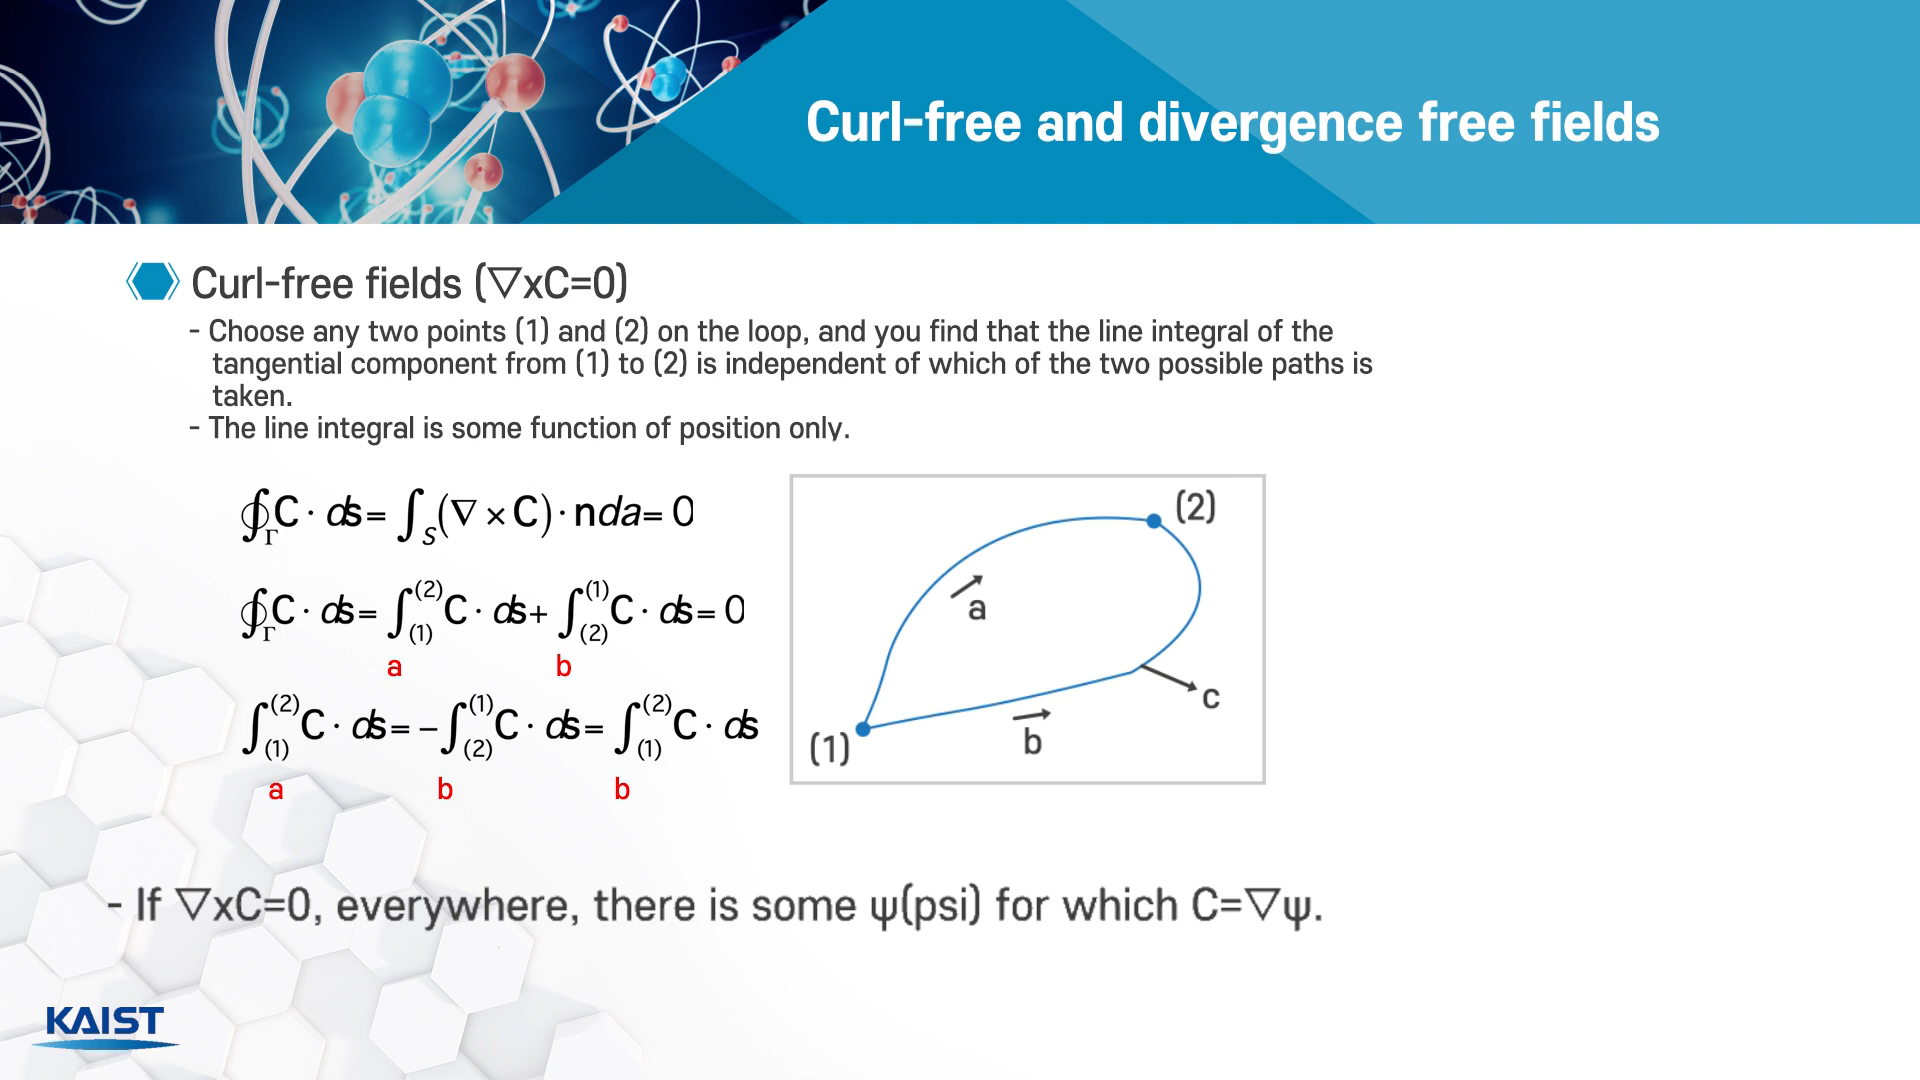 Curl-free and divergence free fields
Curl-free fields (▽xC=0)
- Choose any two points (1) and (2) on the loop, and you find that the line integral of the
tangential component from (1) to (2) is independent of which of the two possible paths is
taken.
- The line integral is some function of position only.
∮_Γ C · ds = ∫_S (∇ × C) · n da = 0
∮_Γ C · ds = ∫_(1)^(2) C · ds + ∫_(2)^(1) C · ds = 0
a b
∫_(1)^(2) C · ds = −∫_(2)^(1) C · ds = ∫_(1)^(2) C · ds
a b b
(2)
a
c
b
(1)
- If ▽xC=0, everywhere, there is some ψ(psi) for which C=▽ψ.
KAIST